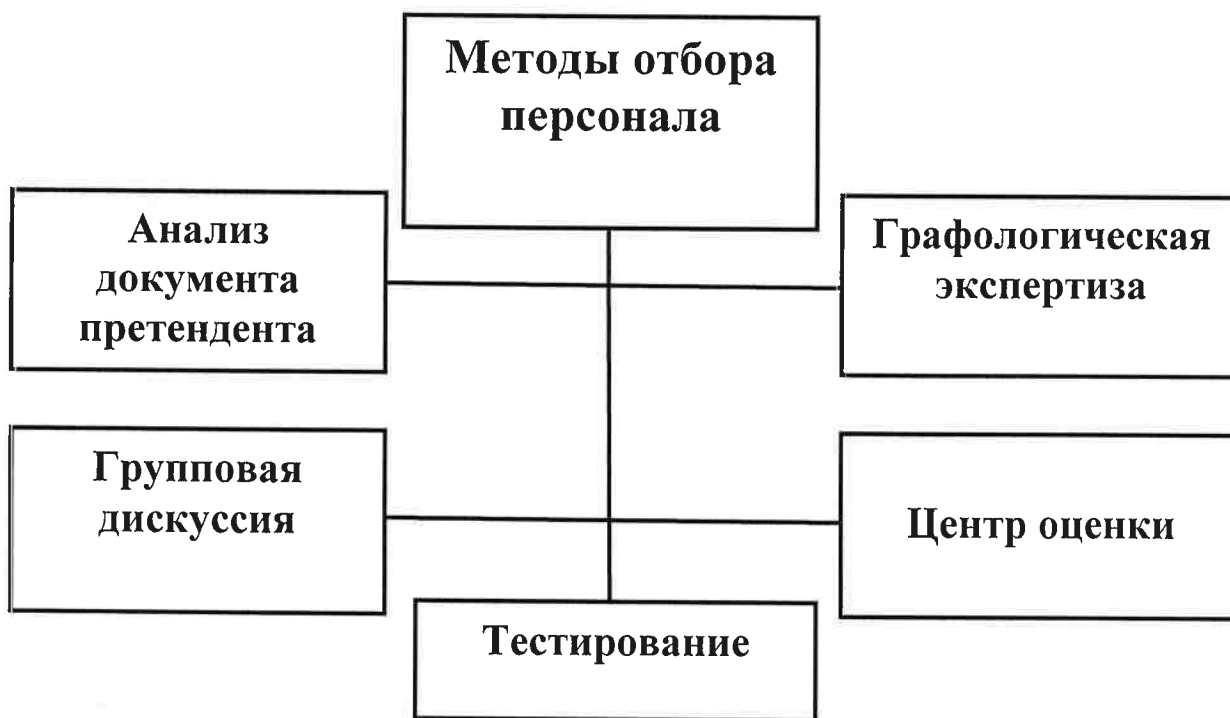 Методы отбора
персонала
Анализ
документа
претендента
Графологическая
экспертиза
Групповая
дискуссия
Центр оценки
Тестирование